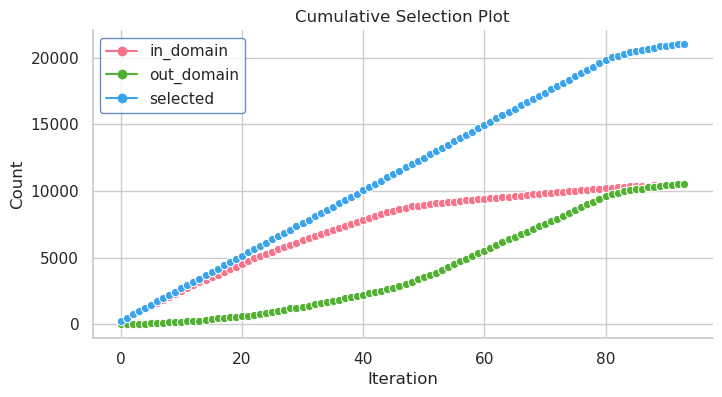 Cumulative Selection Plot
in_domain
out_domain
selected
20000
15000
10000
5000
0
Count
0 20 40 60 80
Iteration